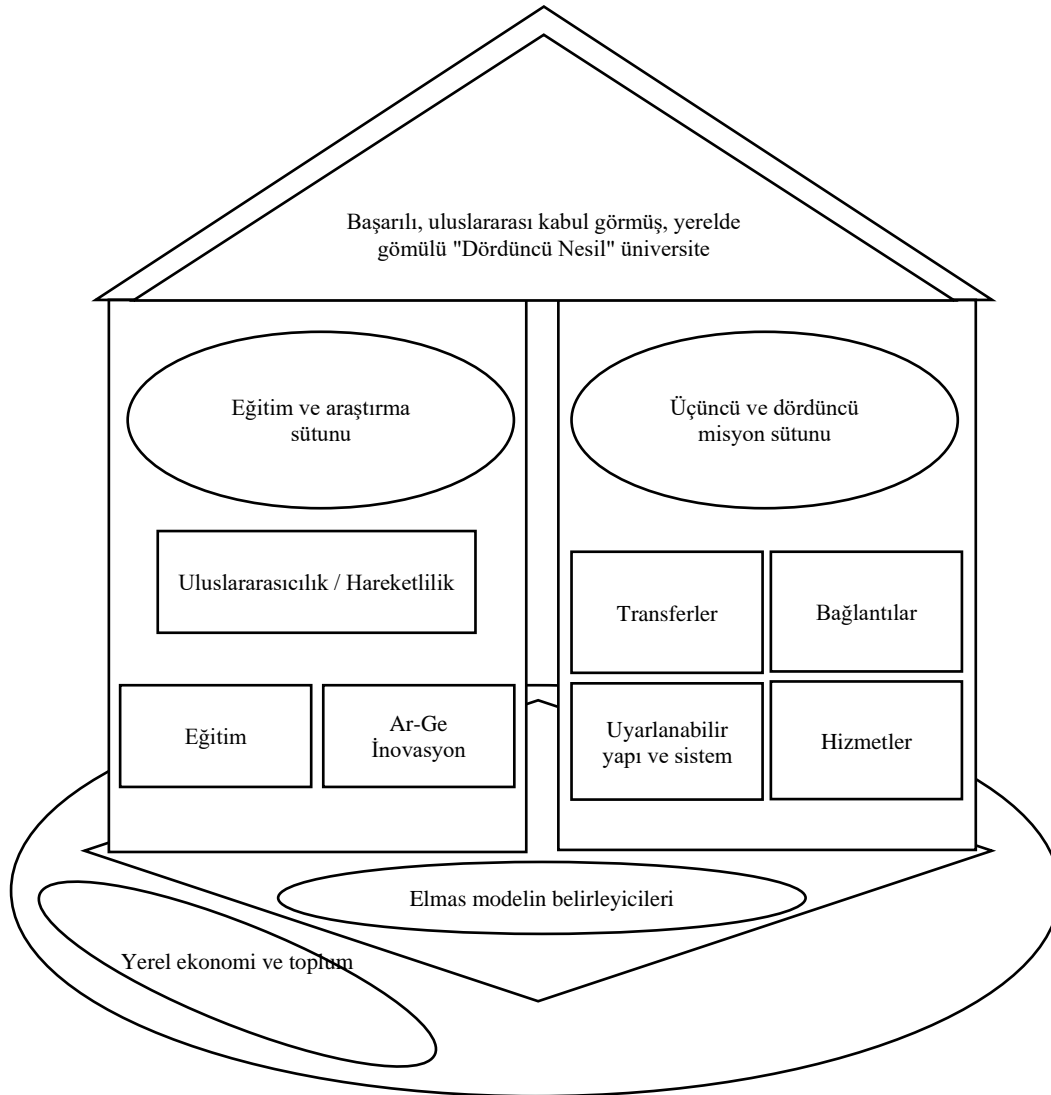 Başarılı, uluslararası kabul görmüş, yerelde
gömülü "Dördüncü Nesil" üniversite
Eğitim ve araştırma
sütunu
Üçüncü ve dördüncü
misyon sütunu
Uluslararasıcılık / Hareketlilik
Transferler
Bağlantılar
Eğitim
Ar-Ge
İnovasyon
Uyarlanabilir
yapı ve sistem
Hizmetler
Elmas modelin belirleyicileri
Yerel ekonomi ve toplum